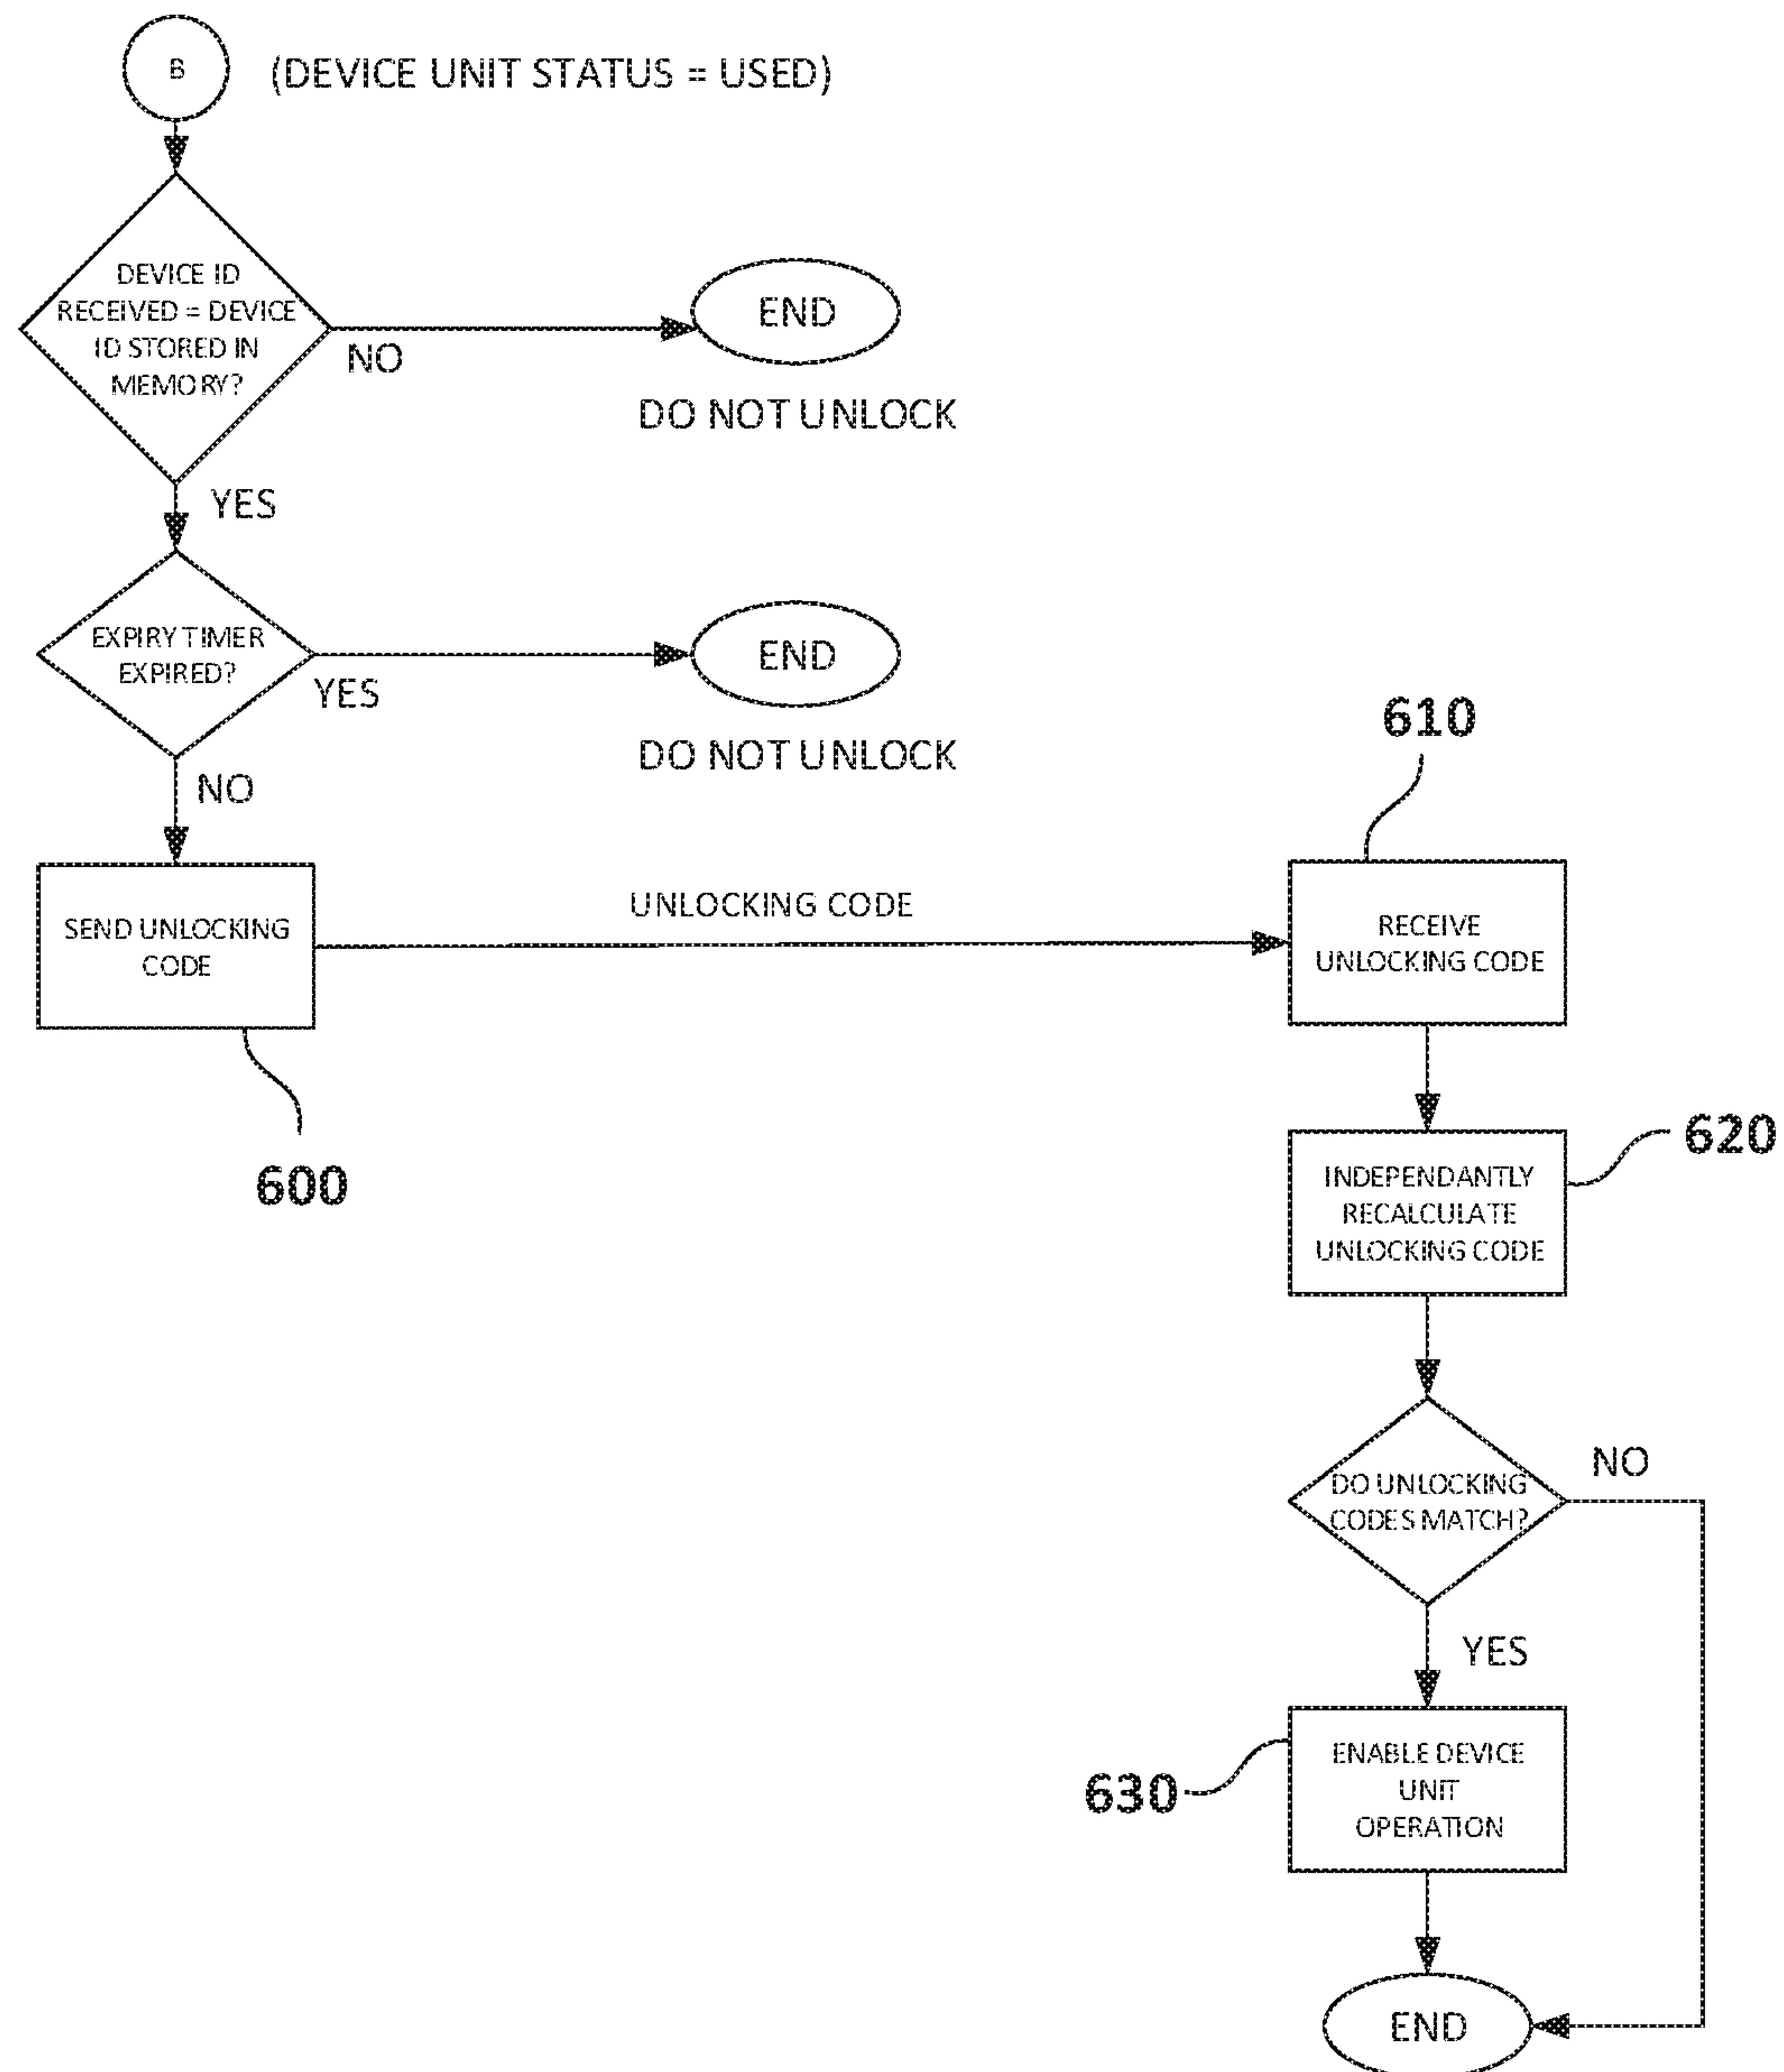 B
(DEVICE UNIT STATUS = USED)
DEVICE ID
RECEIVED = DEVICE
ID STORED IN
MEMORY?
NO
END
DO NOT UNLOCK
YES
EXPIRY TIMER
EXPIRED?
YES
END
DO NOT UNLOCK
NO
SEND UNLOCKING
CODE
600
UNLOCKING CODE
610
RECEIVE
UNLOCKING CODE
620
INDEPENDANTLY
RECALCULATE
UNLOCKING CODE
DO UNLOCKING
CODES MATCH?
NO
YES
630
ENABLE DEVICE
UNIT
OPERATION
END